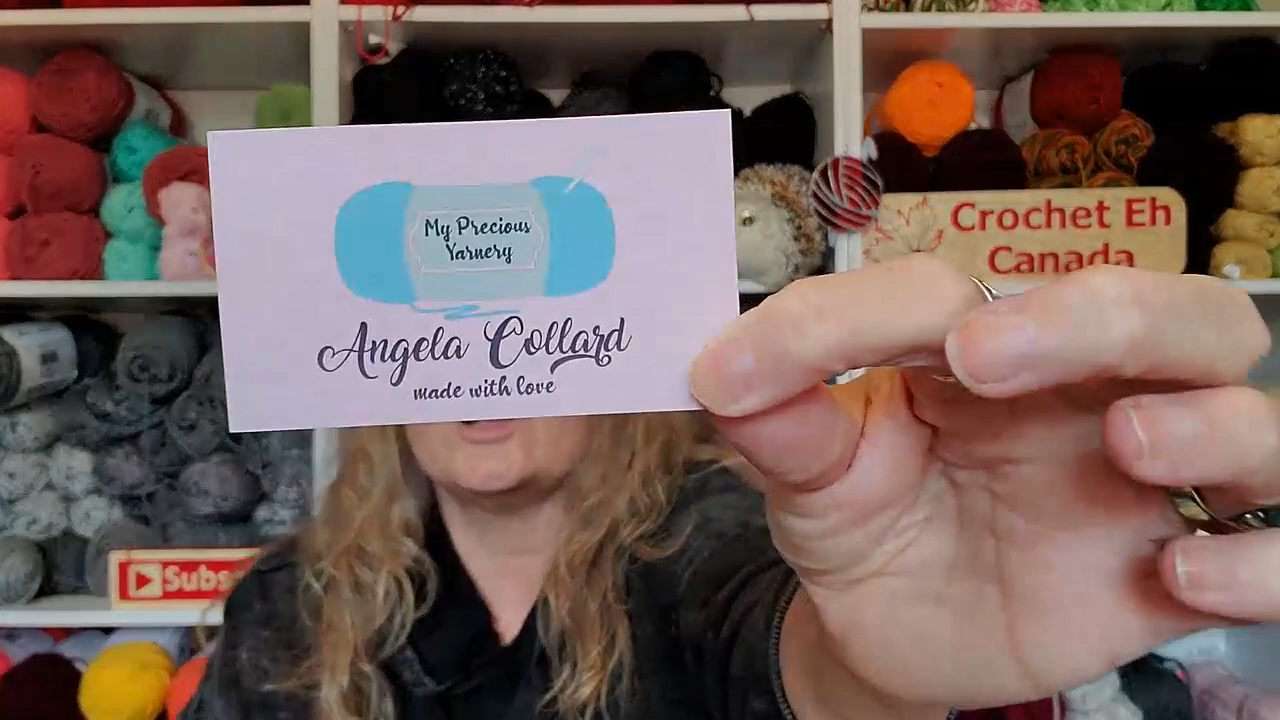 My Precious
Yarnery
Angela Collard
made with love
Crochet Eh
Canada